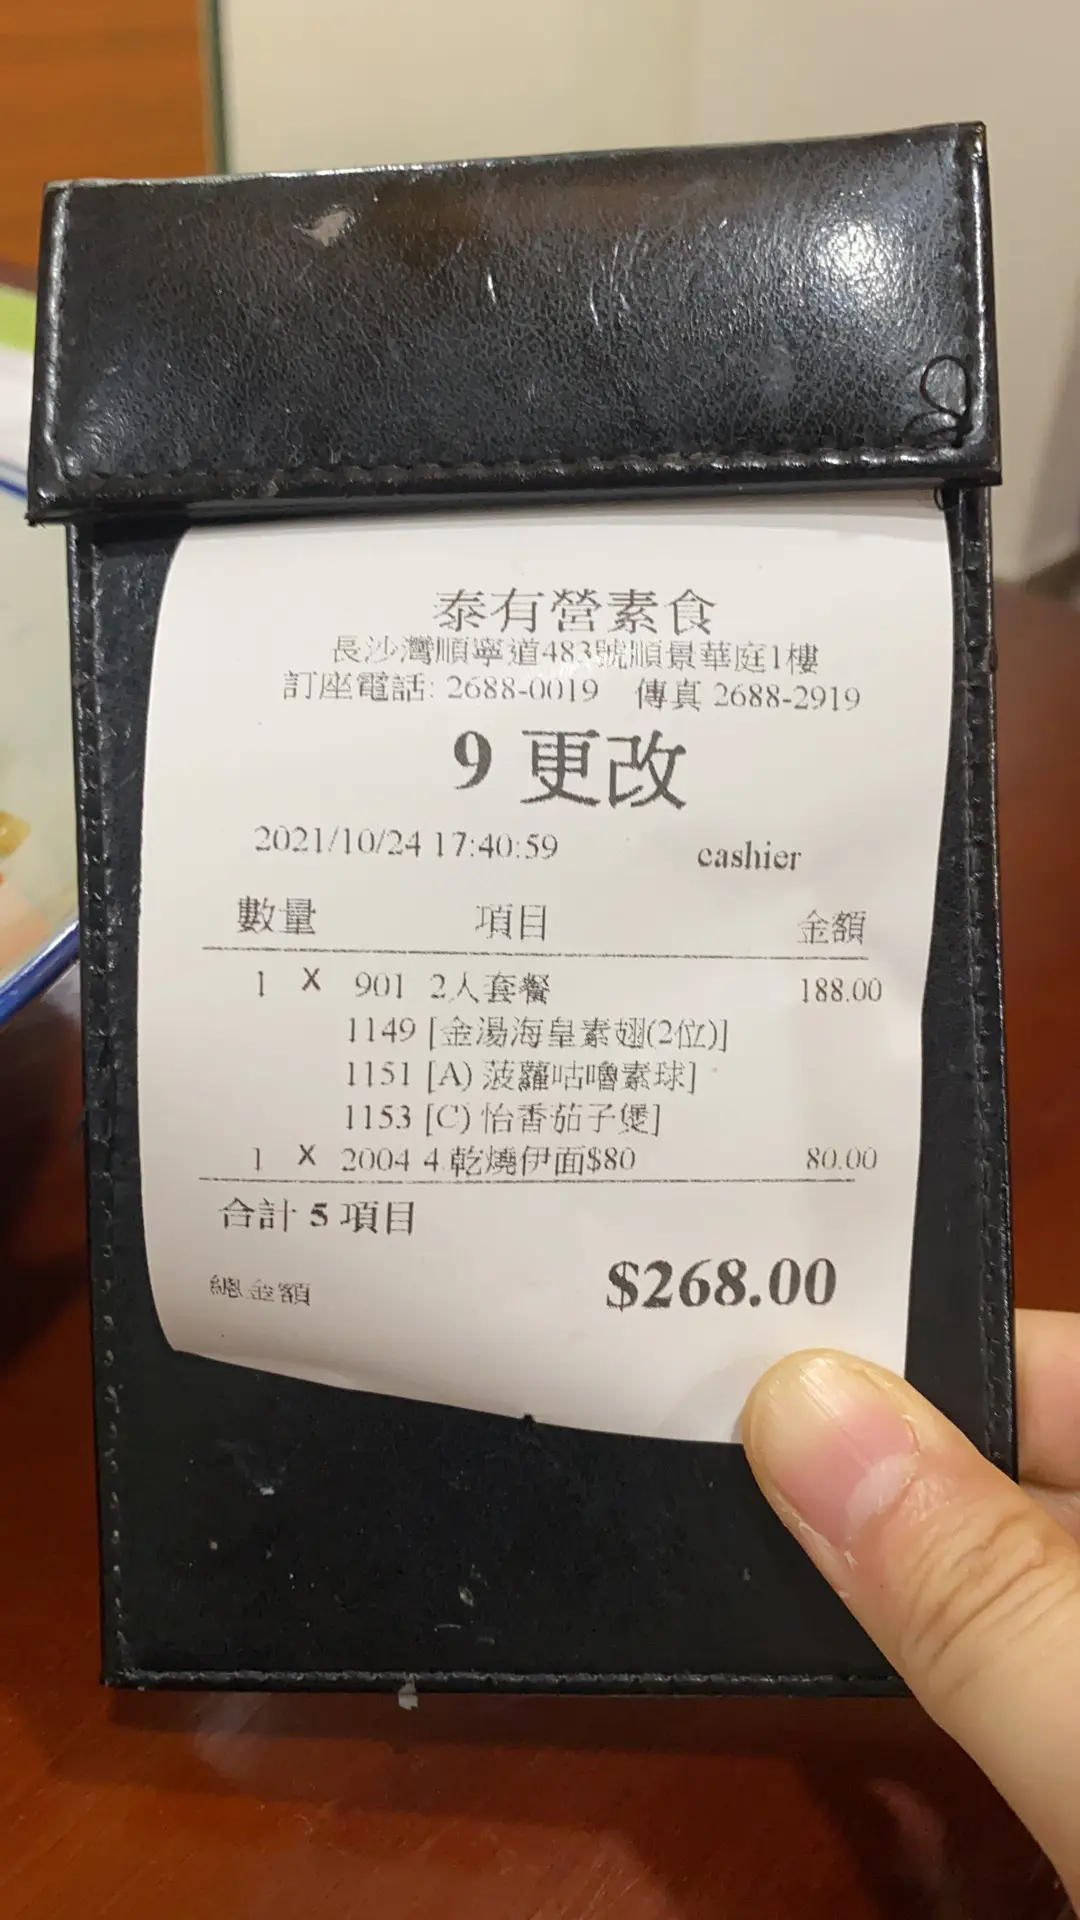 泰有營素食
長沙灣順寧道483號順景華庭1樓
訂座電話: 2688-0019 傳真 2688-2919
9 更改
2021/10/24 17:40:59 cashier
數量 項目 金額
1 X 901 2人套餐 188.00
1149 [金湯海皇素翅(2位)]
1151 [A) 菠蘿咕嚕素球]
1153 [C) 怡香茄子煲]
1 X 2004 4.乾燒伊面$80 80.00
合計 5 項目
總金額 $268.00